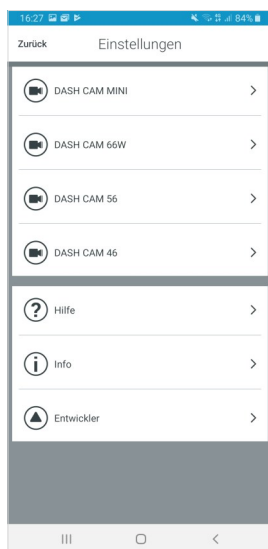 16:27 84%
Zurück Einstellungen
DASH CAM MINI
DASH CAM 66W
DASH CAM 56
DASH CAM 46
Hilfe
Info
Entwickler